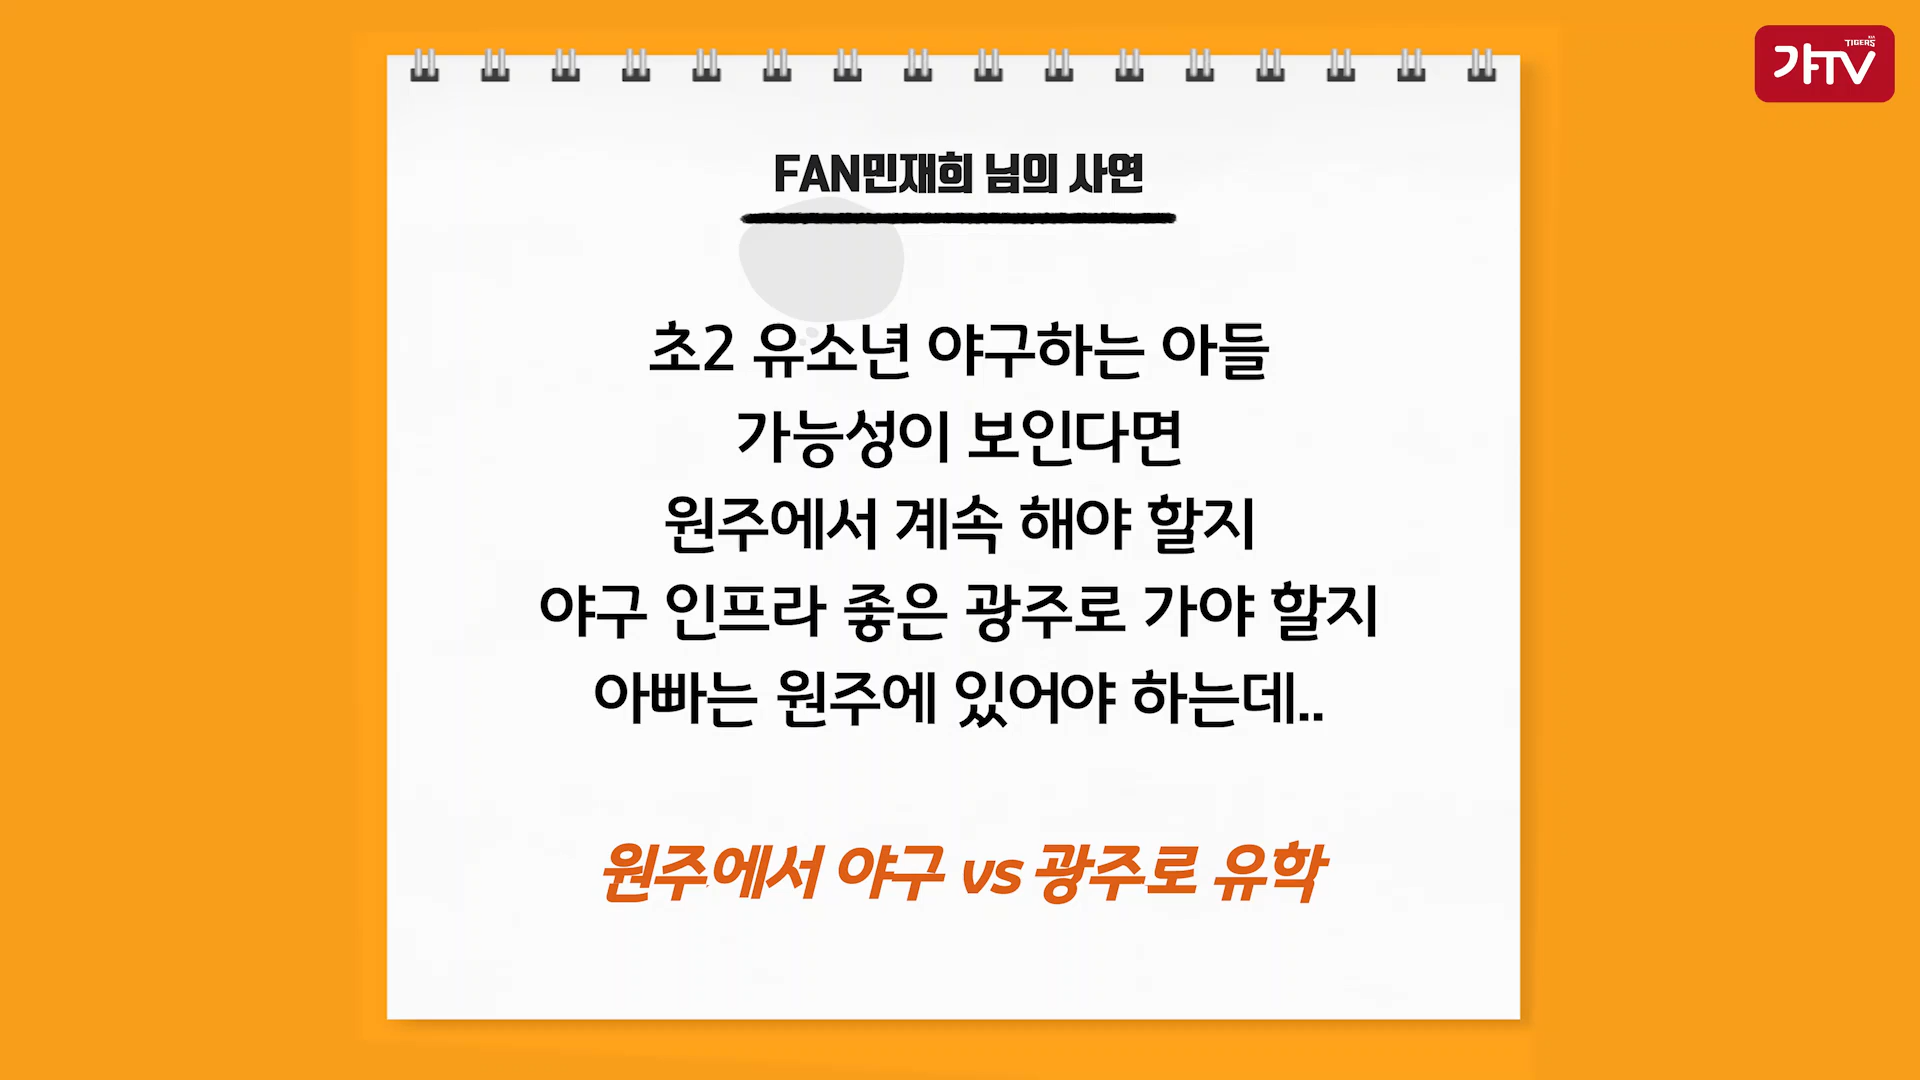 KIA
TIGERS
갸TV
FAN민재희 님의 사연
초2 유소년 야구하는 아들
가능성이 보인다면
원주에서 계속 해야 할지
야구 인프라 좋은 광주로 가야 할지
아빠는 원주에 있어야 하는데..
원주에서 야구 vs 광주로 유학